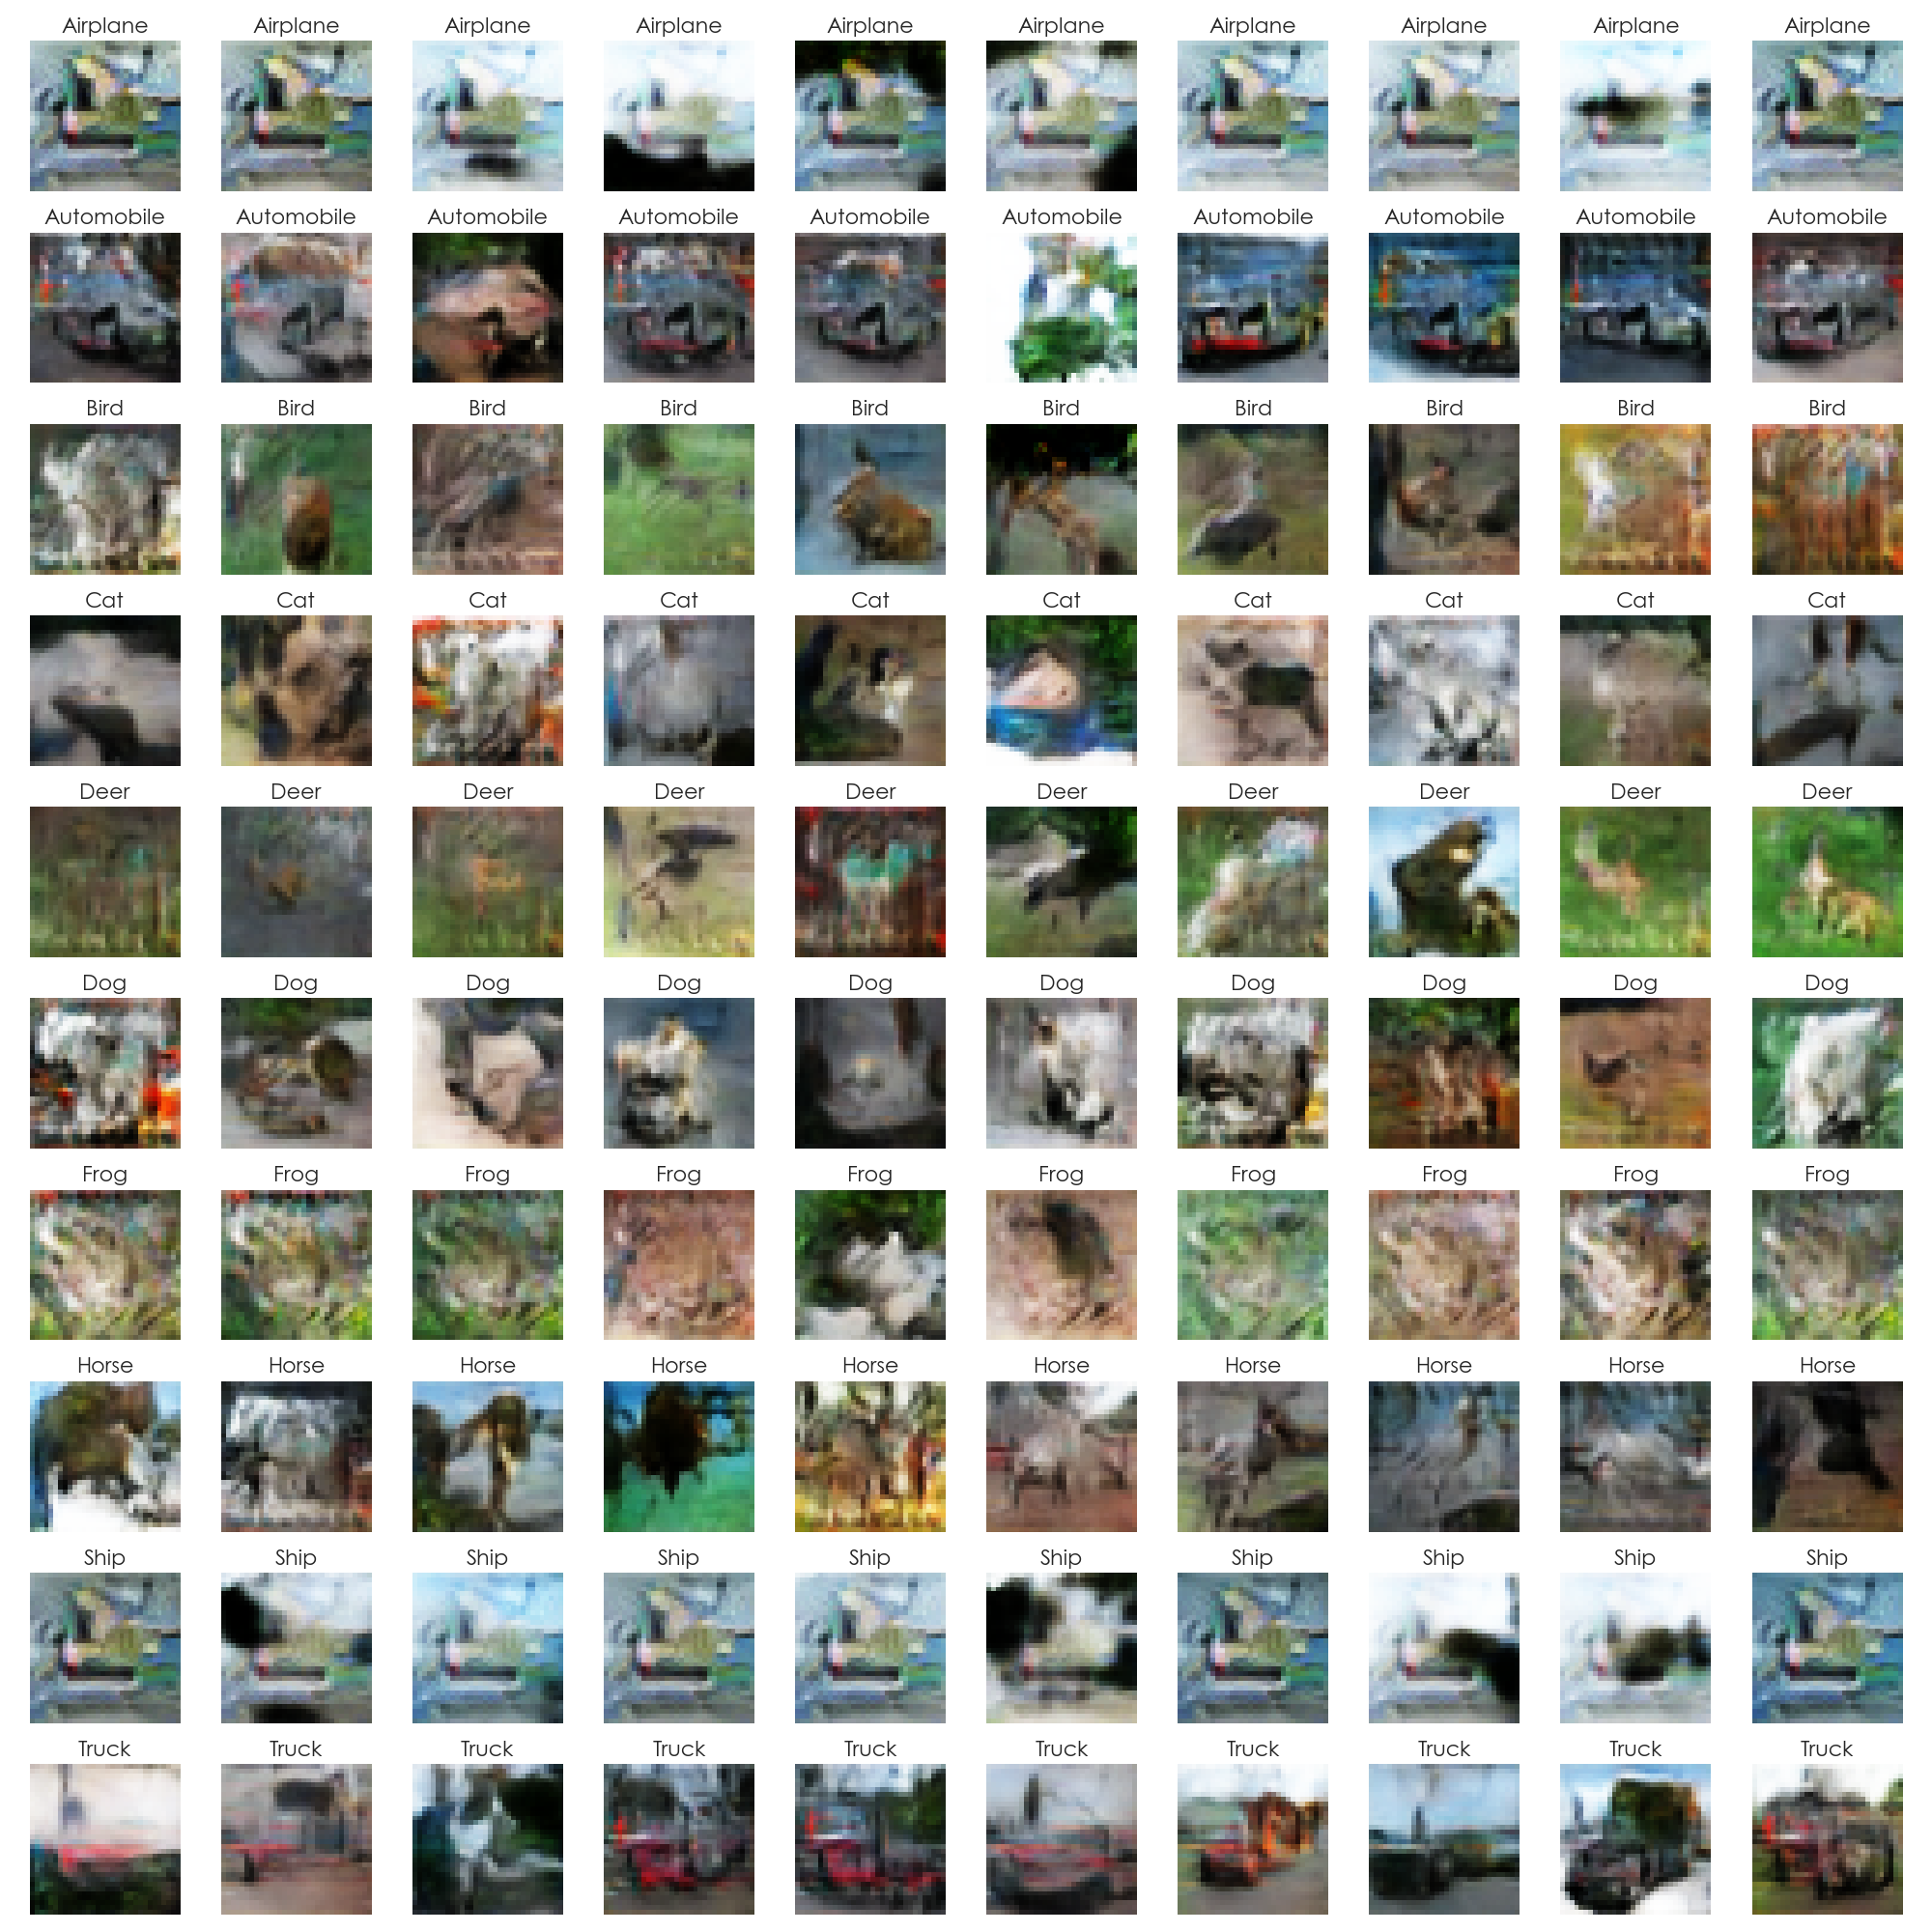 Airplane Airplane Airplane Airplane Airplane Airplane Airplane Airplane Airplane Airplane
Automobile Automobile Automobile Automobile Automobile Automobile Automobile Automobile Automobile Automobile
Bird Bird Bird Bird Bird Bird Bird Bird Bird Bird
Cat Cat Cat Cat Cat Cat Cat Cat Cat Cat
Deer Deer Deer Deer Deer Deer Deer Deer Deer Deer
Dog Dog Dog Dog Dog Dog Dog Dog Dog Dog
Frog Frog Frog Frog Frog Frog Frog Frog Frog Frog
Horse Horse Horse Horse Horse Horse Horse Horse Horse Horse
Ship Ship Ship Ship Ship Ship Ship Ship Ship Ship
Truck Truck Truck Truck Truck Truck Truck Truck Truck Truck